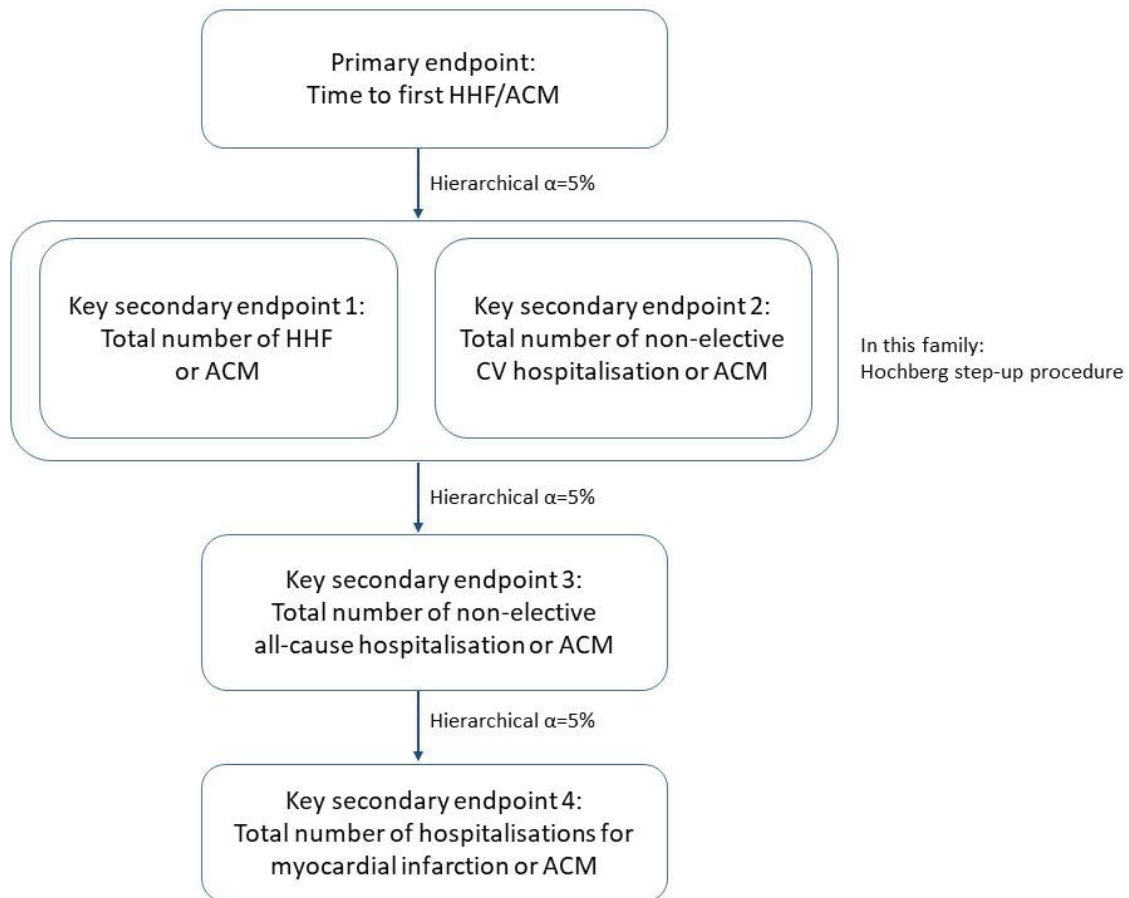 Primary endpoint:
Time to first HHF/ACM
Hierarchical α=5%
Key secondary endpoint 1:
Total number of HHF
or ACM
Key secondary endpoint 2:
Total number of non-elective
CV hospitalisation or ACM
In this family:
Hochberg step-up procedure
Hierarchical α=5%
Key secondary endpoint 3:
Total number of non-elective
all-cause hospitalisation or ACM
Hierarchical α=5%
Key secondary endpoint 4:
Total number of hospitalisations for
myocardial infarction or ACM